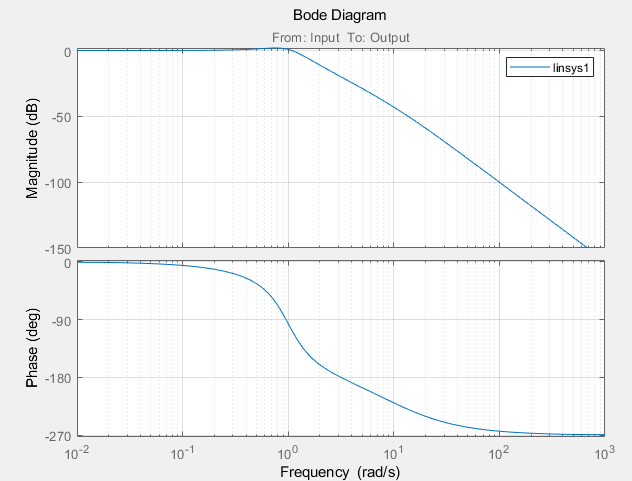 Bode Diagram
From: Input To: Output
linsys1
Magnitude (dB)
0
-50
-100
-150
Phase (deg)
0
-90
-180
-270
10^-2 10^-1 10^0 10^1 10^2 10^3
Frequency (rad/s)